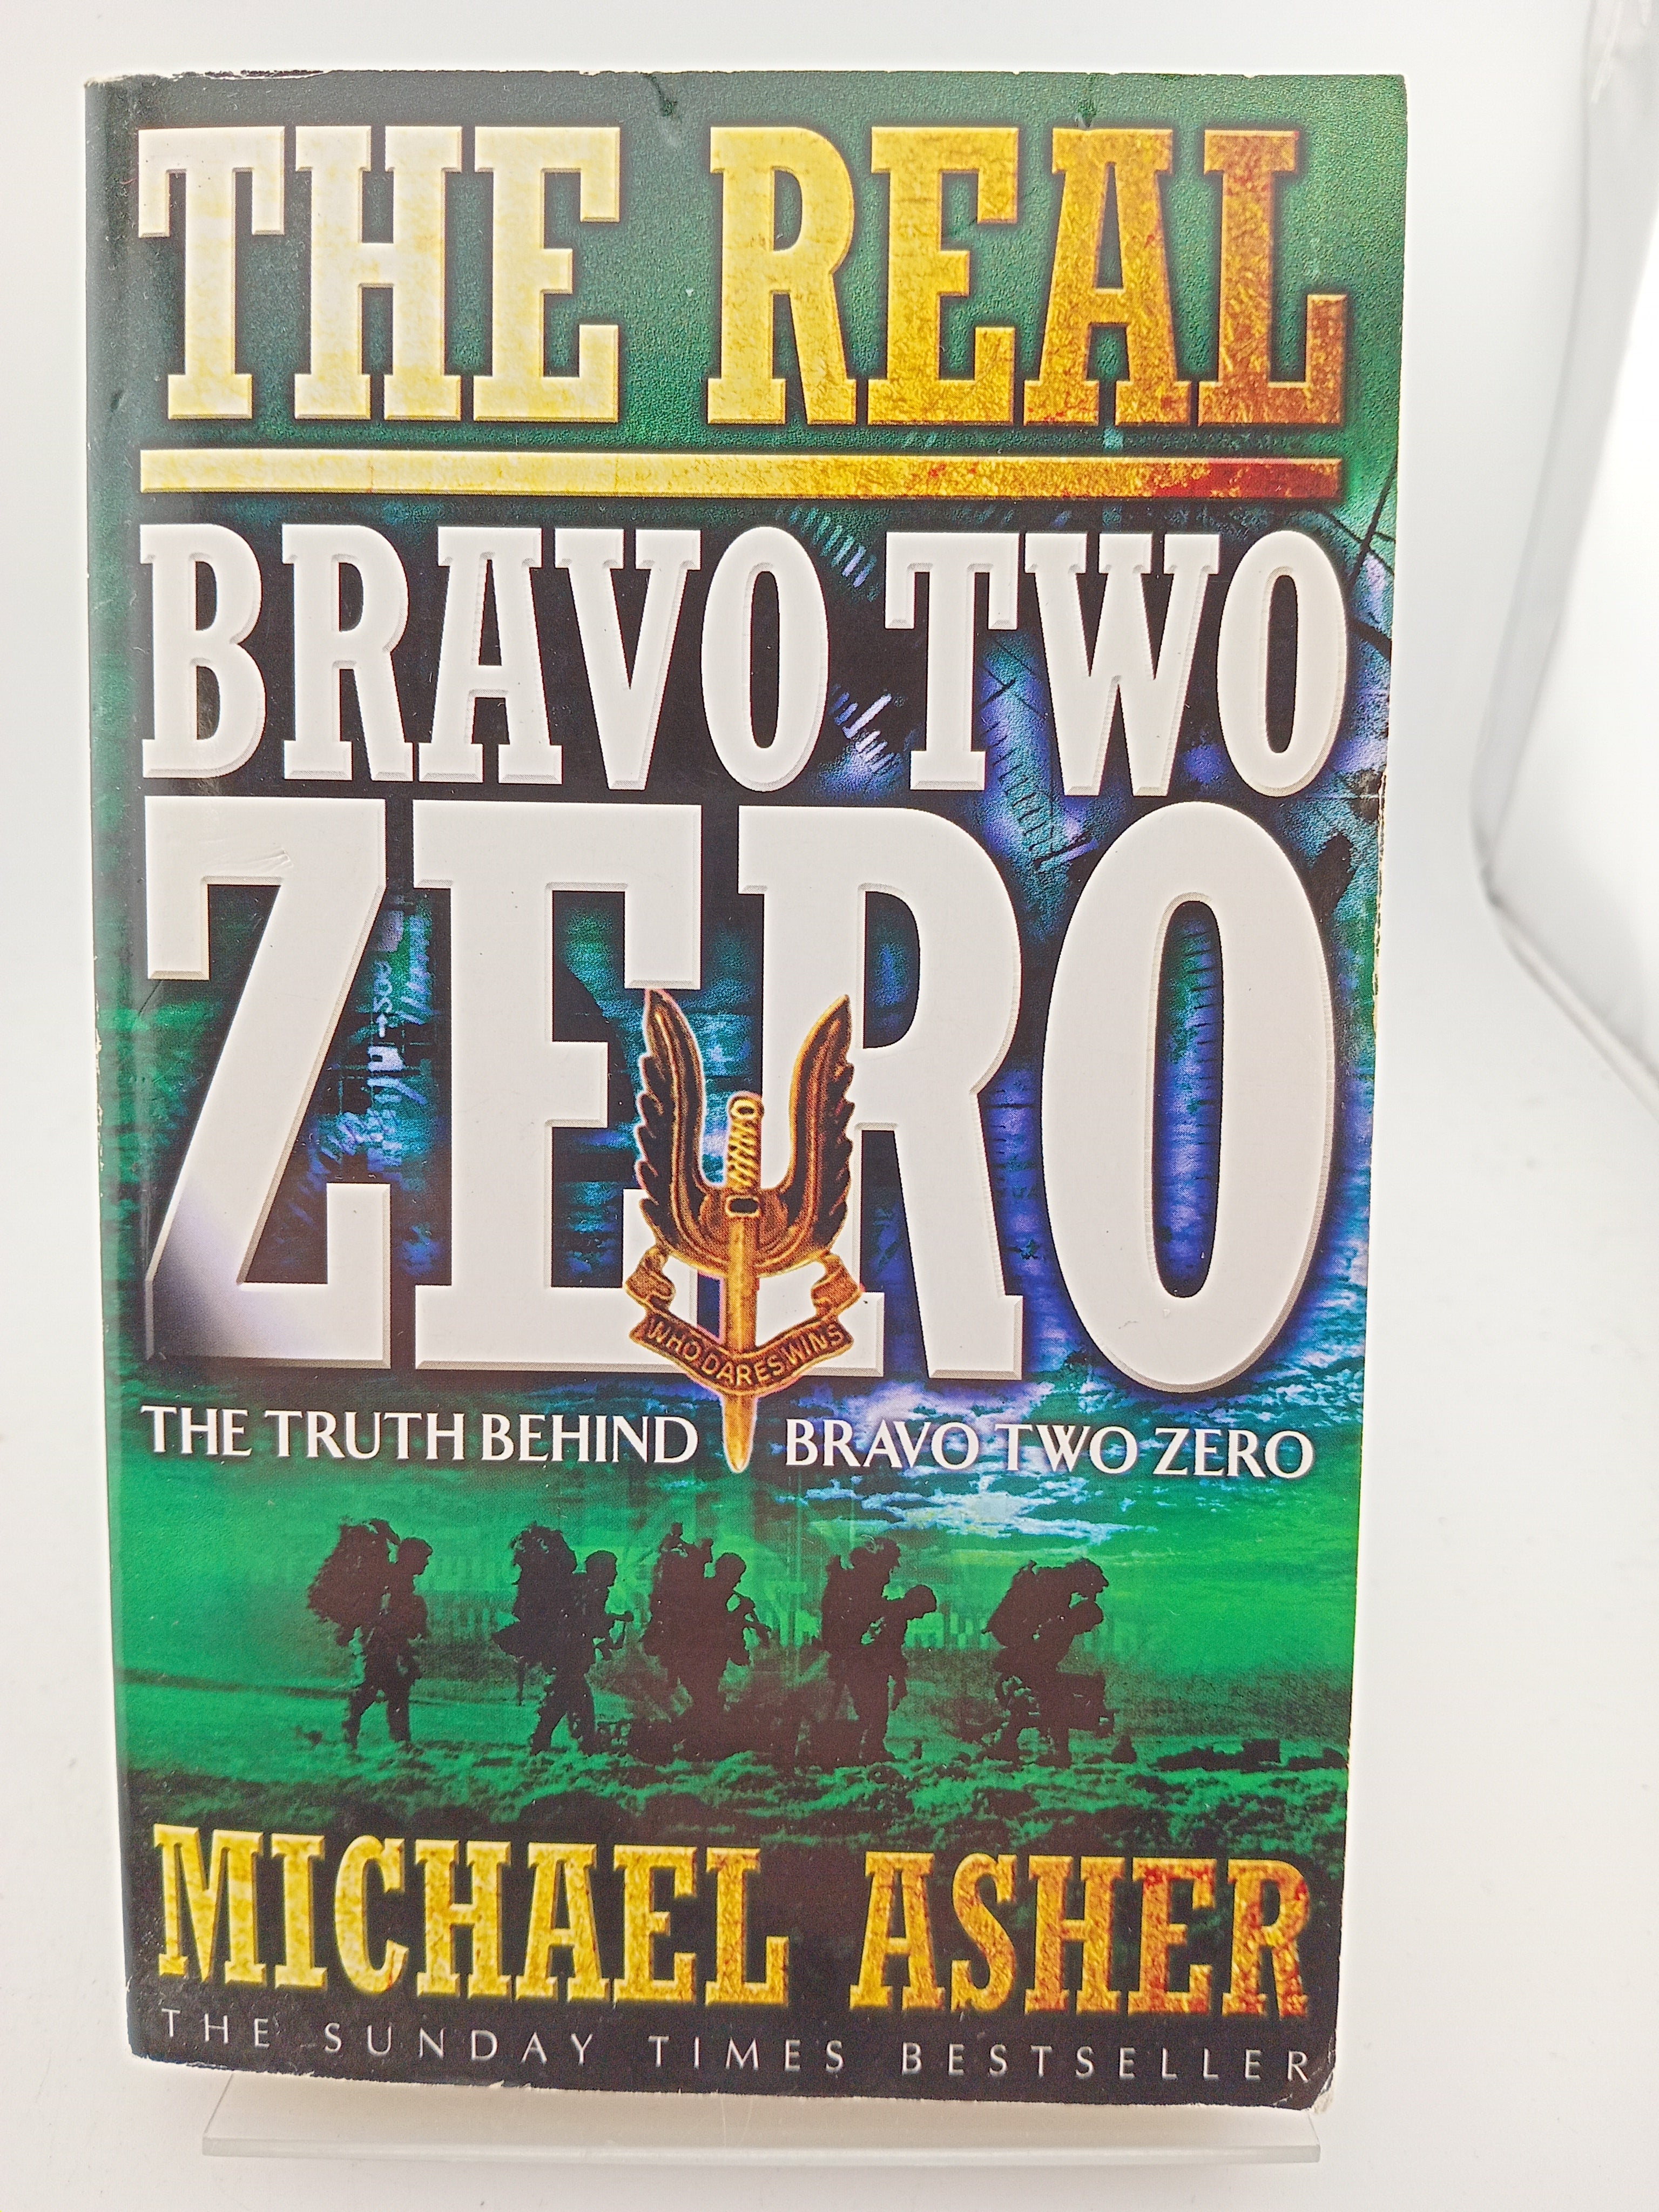 THE REAL
BRAVO TWO
ZERO
WHO DARES WINS
THE TRUTH BEHIND BRAVO TWO ZERO
MICHAEL ASHER
THE SUNDAY TIMES BESTSELLER